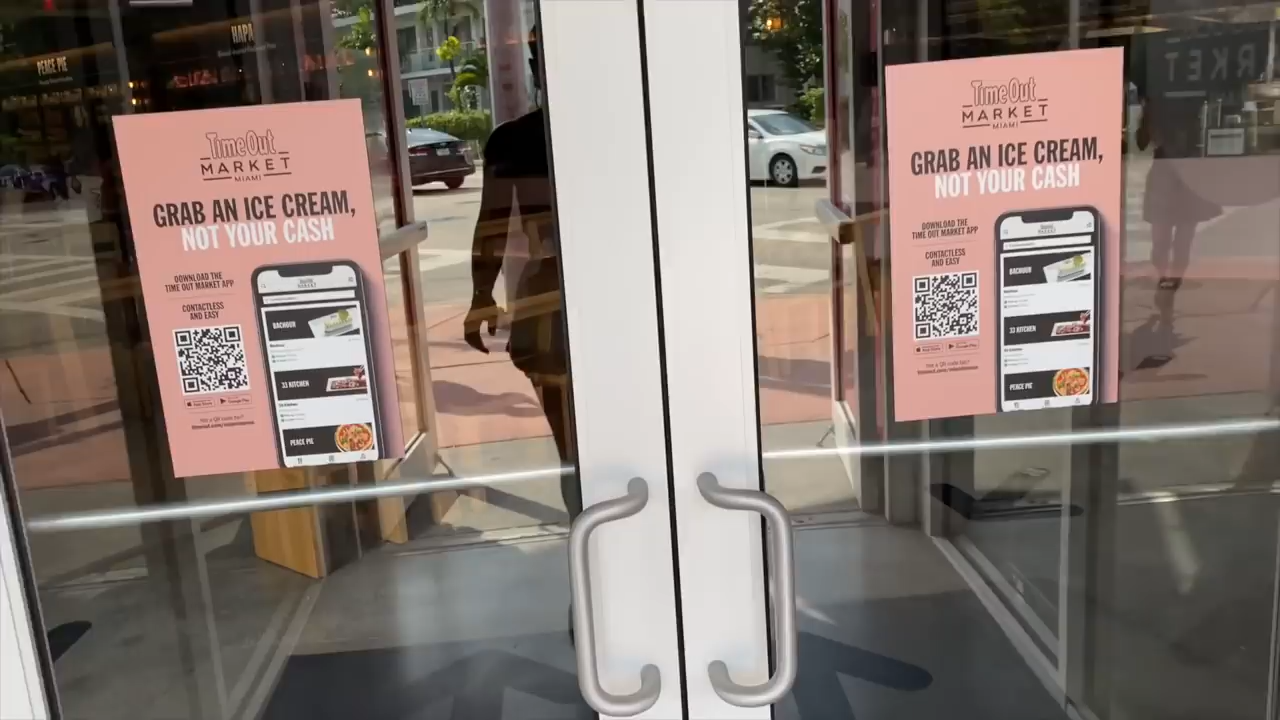 HAPA
PEACE PIE
Time Out
MARKET
MIAMI
GRAB AN ICE CREAM,
NOT YOUR CASH
DOWNLOAD THE
TIME OUT MARKET APP
CONTACTLESS
AND EASY
BACHOUR
33 KITCHEN
PEACE PIE
Time Out
MARKET
MIAMI
GRAB AN ICE CREAM,
NOT YOUR CASH
DOWNLOAD THE
TIME OUT MARKET APP
CONTACTLESS
AND EASY
BACHOUR
33 KITCHEN
PEACE PIE